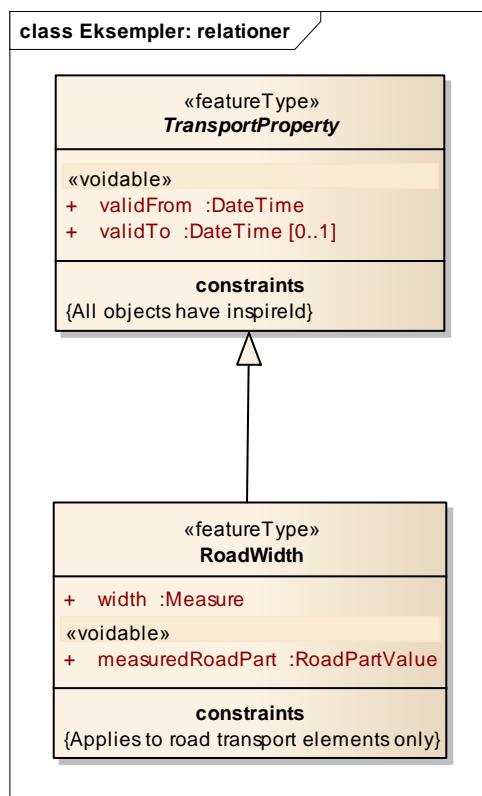 class Eksempler: relationer
«featureType»
TransportProperty
«voidable»
+ validFrom :DateTime
+ validTo :DateTime [0..1]
constraints
{All objects have inspireId}
«featureType»
RoadWidth
+ width :Measure
«voidable»
+ measuredRoadPart :RoadPartValue
constraints
{Applies to road transport elements only}